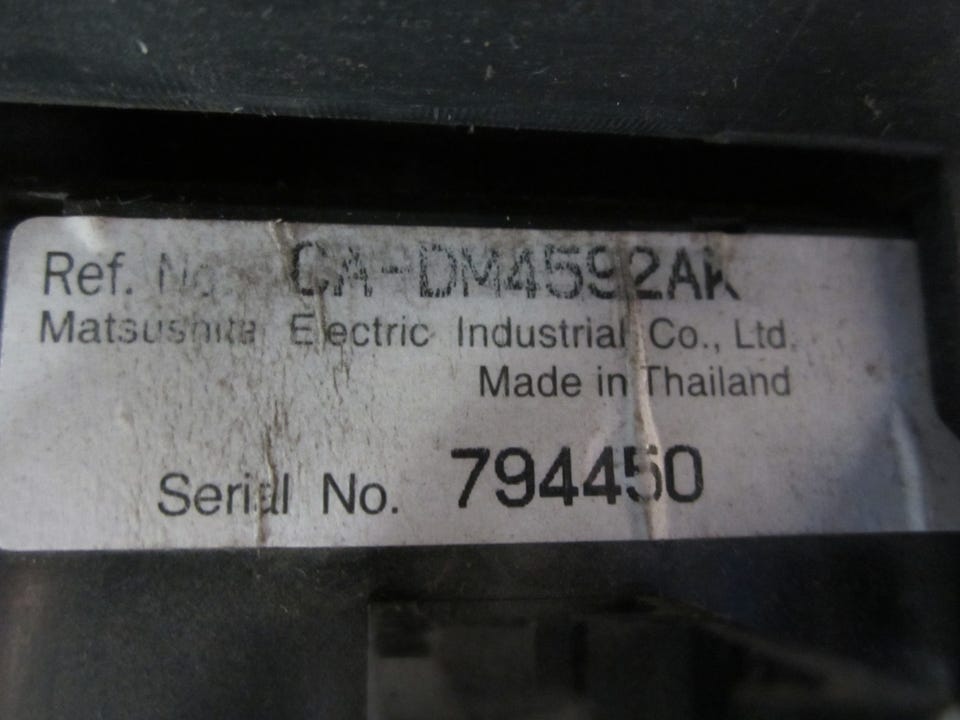 Ref. No. CA-DM4592AK
Matsushita Electric Industrial Co., Ltd.
Made in Thailand
Serial No. 794450